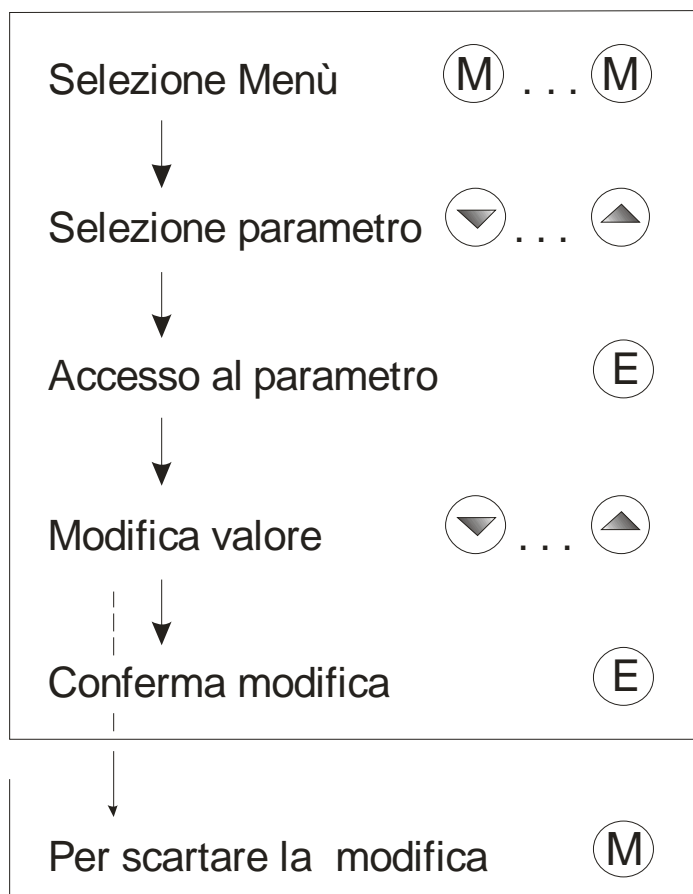 Selezione Menù M . . . M
Selezione parametro . . .
Accesso al parametro E
Modifica valore . . .
Conferma modifica E
Per scartare la modifica M